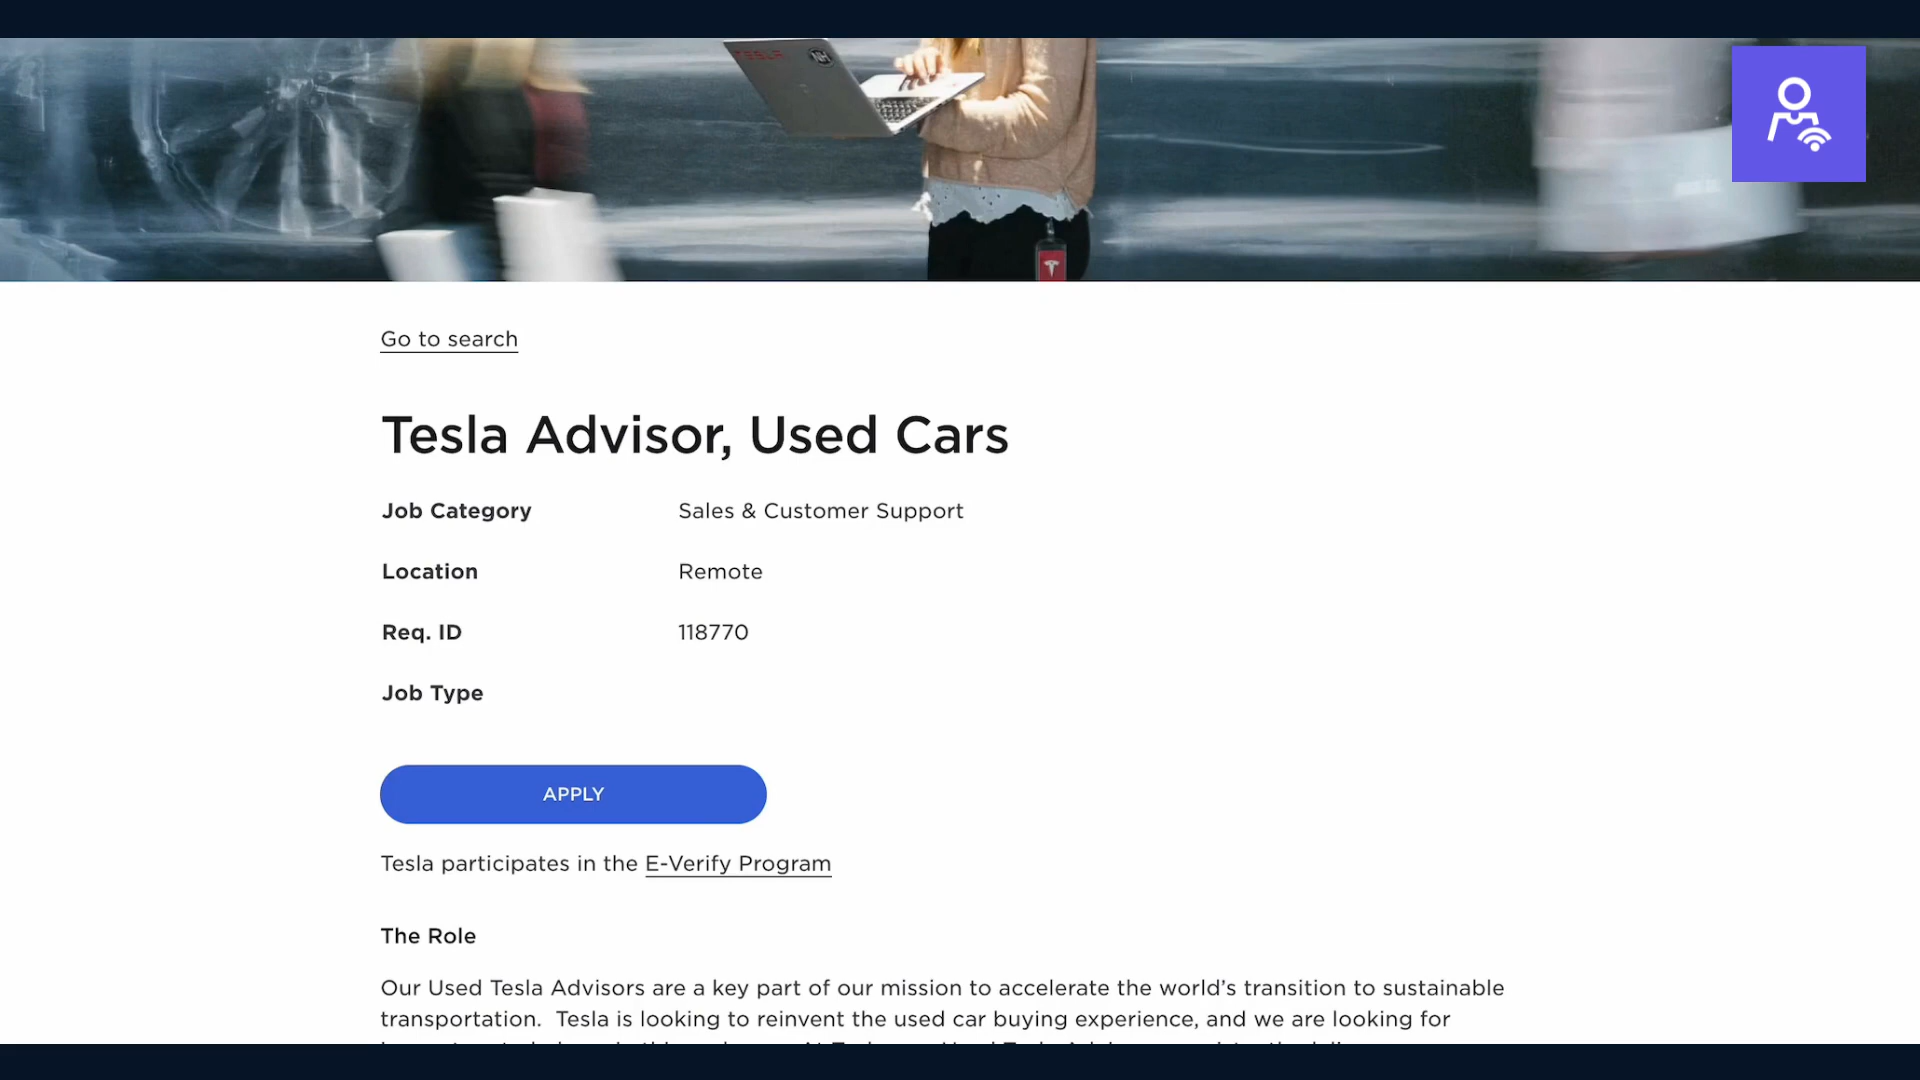 TESLA
Go to search
Tesla Advisor, Used Cars
Job Category Sales & Customer Support
Location Remote
Req. ID 118770
Job Type
APPLY
Tesla participates in the E-Verify Program
The Role
Our Used Tesla Advisors are a key part of our mission to accelerate the world’s transition to sustainable
transportation.  Tesla is looking to reinvent the used car buying experience, and we are looking for